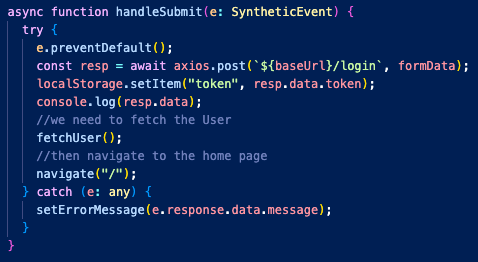 async function handleSubmit(e: SyntheticEvent) {
  try {
    e.preventDefault();
    const resp = await axios.post(`${baseUrl}/login`, formData);
    localStorage.setItem("token", resp.data.token);
    console.log(resp.data);
    //we need to fetch the User
    fetchUser();
    //then navigate to the home page
    navigate("/");
  } catch (e: any) {
    setErrorMessage(e.response.data.message);
  }
}